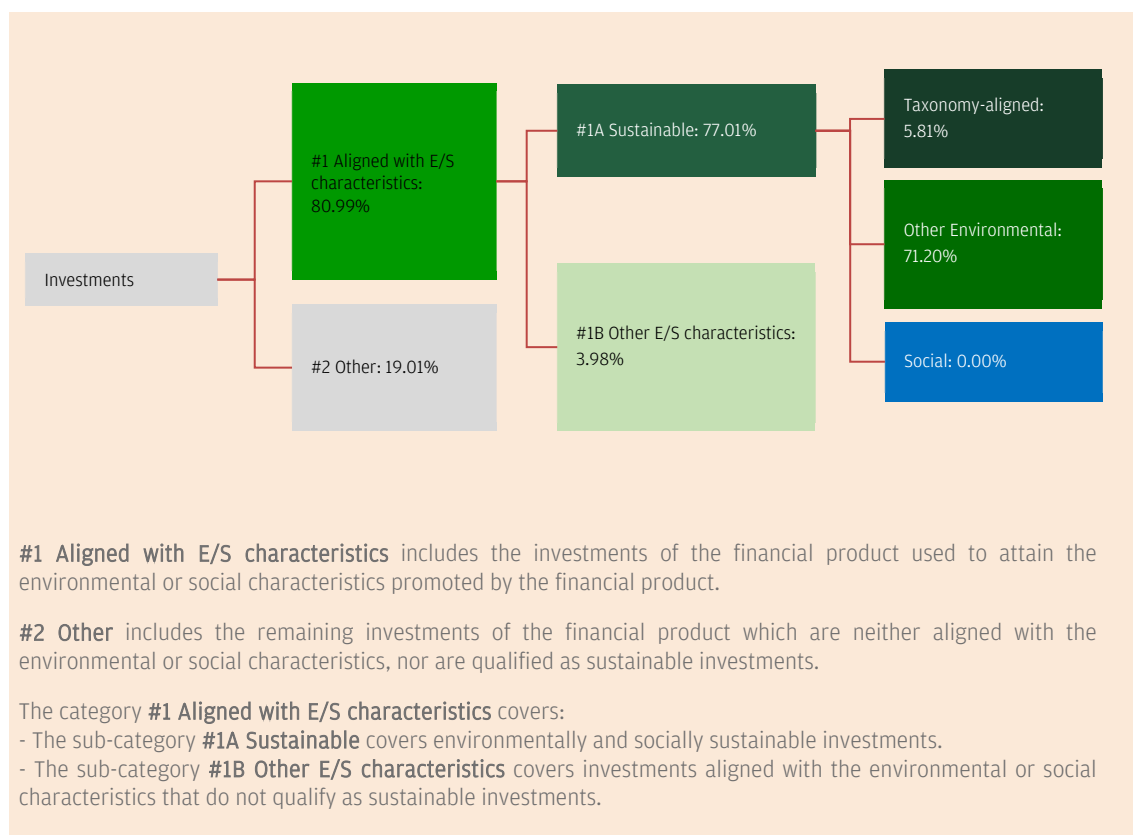 Investments
#1 Aligned with E/S
characteristics:
80.99%
#2 Other: 19.01%
#1A Sustainable: 77.01%
#1B Other E/S characteristics:
3.98%
Taxonomy-aligned:
5.81%
Other Environmental:
71.20%
Social: 0.00%
#1 Aligned with E/S characteristics includes the investments of the financial product used to attain the
environmental or social characteristics promoted by the financial product.
#2 Other includes the remaining investments of the financial product which are neither aligned with the
environmental or social characteristics, nor are qualified as sustainable investments.
The category #1 Aligned with E/S characteristics covers:
- The sub-category #1A Sustainable covers environmentally and socially sustainable investments.
- The sub-category #1B Other E/S characteristics covers investments aligned with the environmental or social
characteristics that do not qualify as sustainable investments.